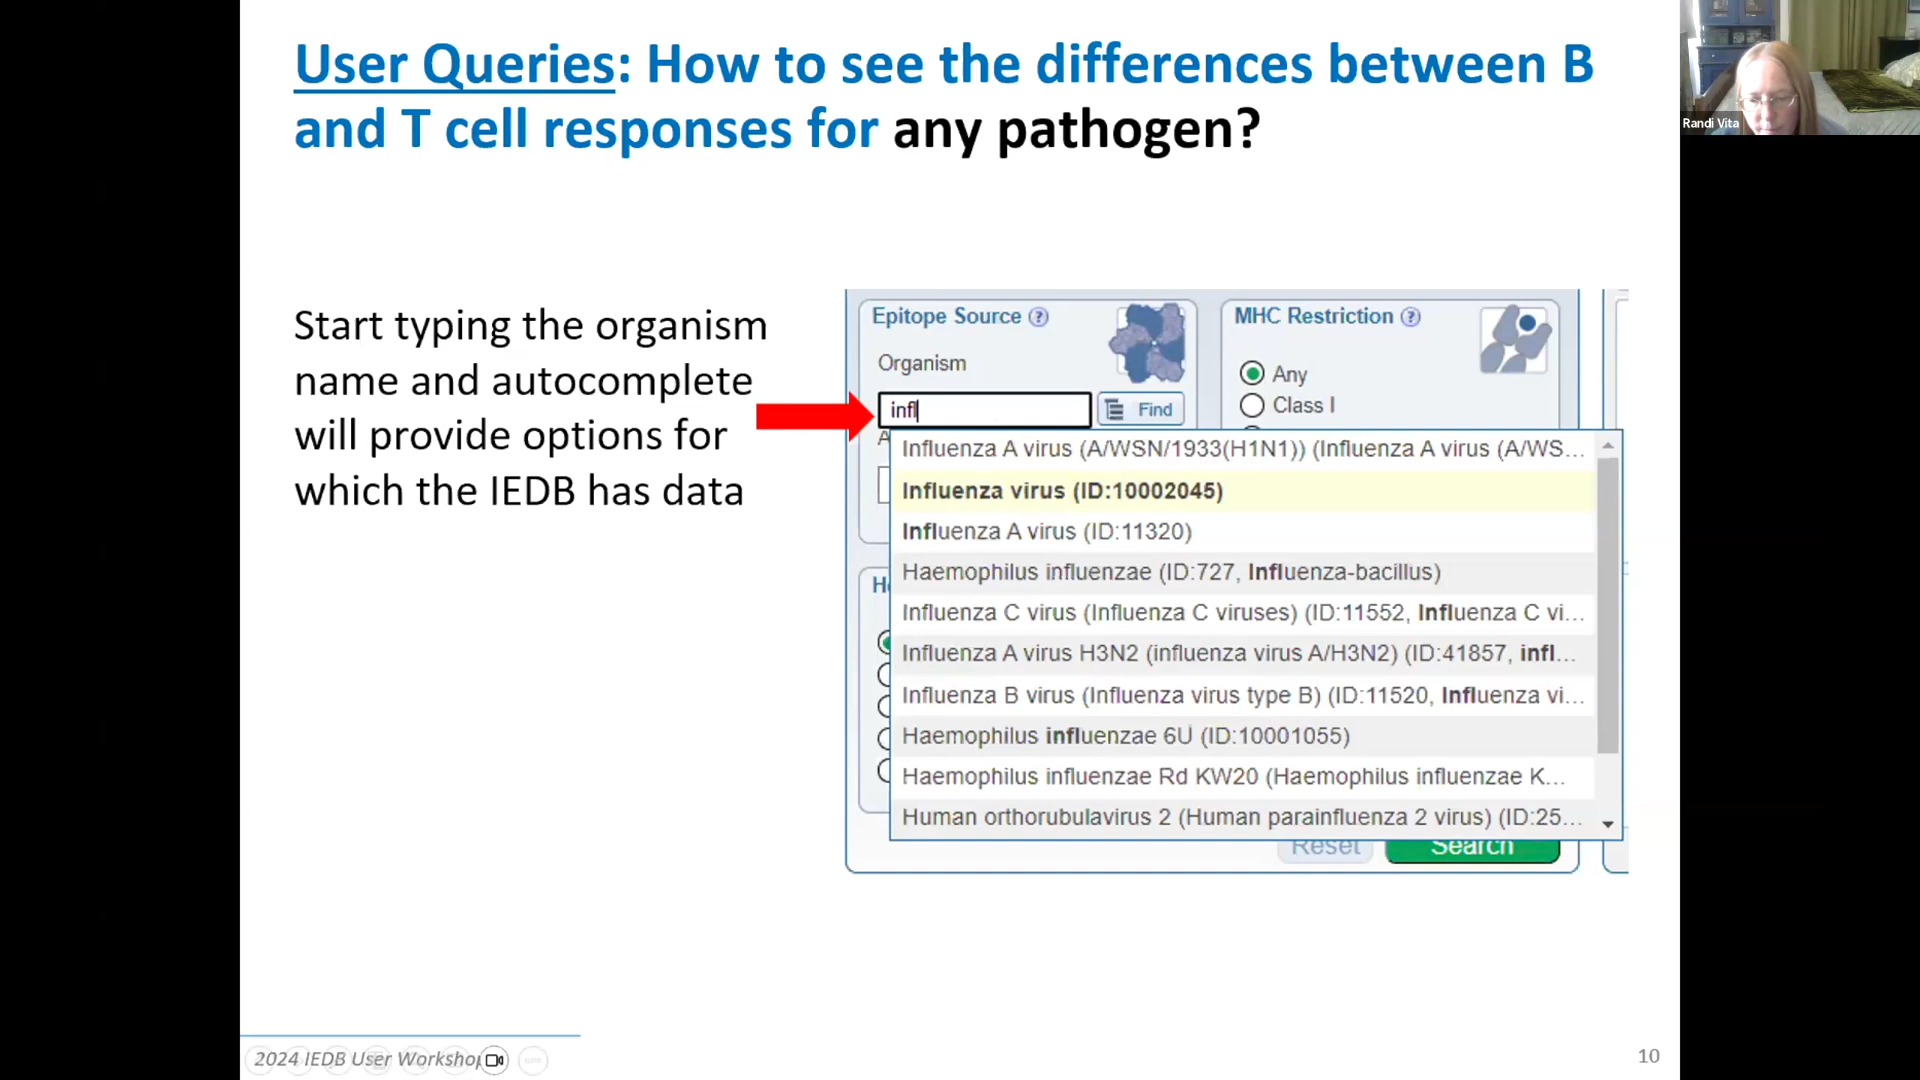 User Queries: How to see the differences between B
and T cell responses for any pathogen?
Randi Vita
Start typing the organism
name and autocomplete
will provide options for
which the IEDB has data
Epitope Source
Organism
infl
Find
MHC Restriction
Any
Class I
A
Influenza A virus (A/WSN/1933(H1N1)) (Influenza A virus (A/WS...
Influenza virus (ID:10002045)
Influenza A virus (ID:11320)
Haemophilus influenzae (ID:727, Influenza-bacillus)
Influenza C virus (Influenza C viruses) (ID:11552, Influenza C vi...
Influenza A virus H3N2 (influenza virus A/H3N2) (ID:41857, infl...
Influenza B virus (Influenza virus type B) (ID:11520, Influenza vi...
Haemophilus influenzae 6U (ID:10001055)
Haemophilus influenzae Rd KW20 (Haemophilus influenzae K...
Human orthorubulavirus 2 (Human parainfluenza 2 virus) (ID:25...
Reset
Search
2024 IEDB User Workshop
10